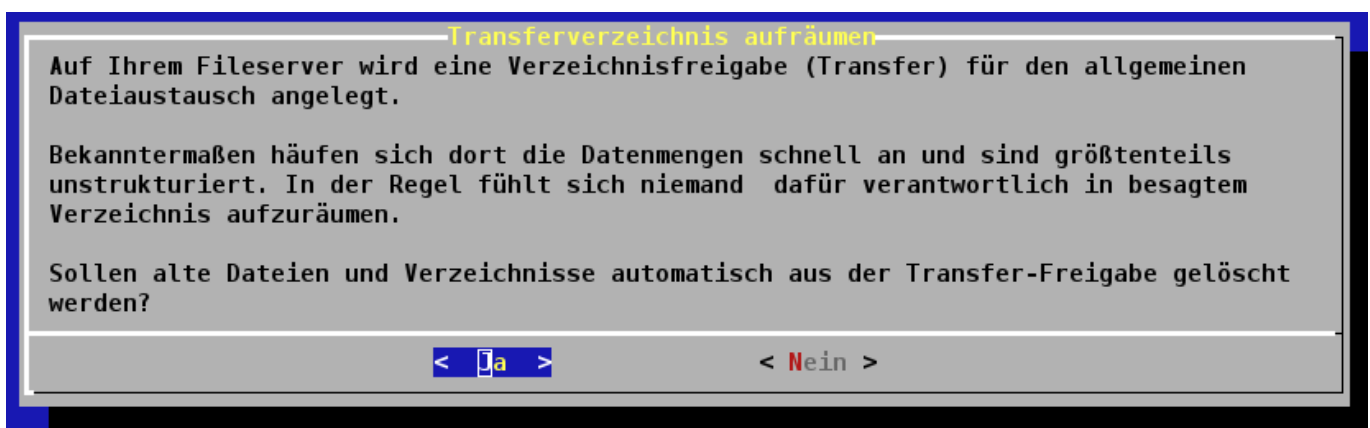 Transferverzeichnis aufräumen
Auf Ihrem Fileserver wird eine Verzeichnisfreigabe (Transfer) für den allgemeinen
Dateiaustausch angelegt.
Bekanntermaßen häufen sich dort die Datenmengen schnell an und sind größtenteils
unstrukturiert. In der Regel fühlt sich niemand  dafür verantwortlich in besagtem
Verzeichnis aufzuräumen.
Sollen alte Dateien und Verzeichnisse automatisch aus der Transfer-Freigabe gelöscht
werden?
<  Ja  > < Nein >